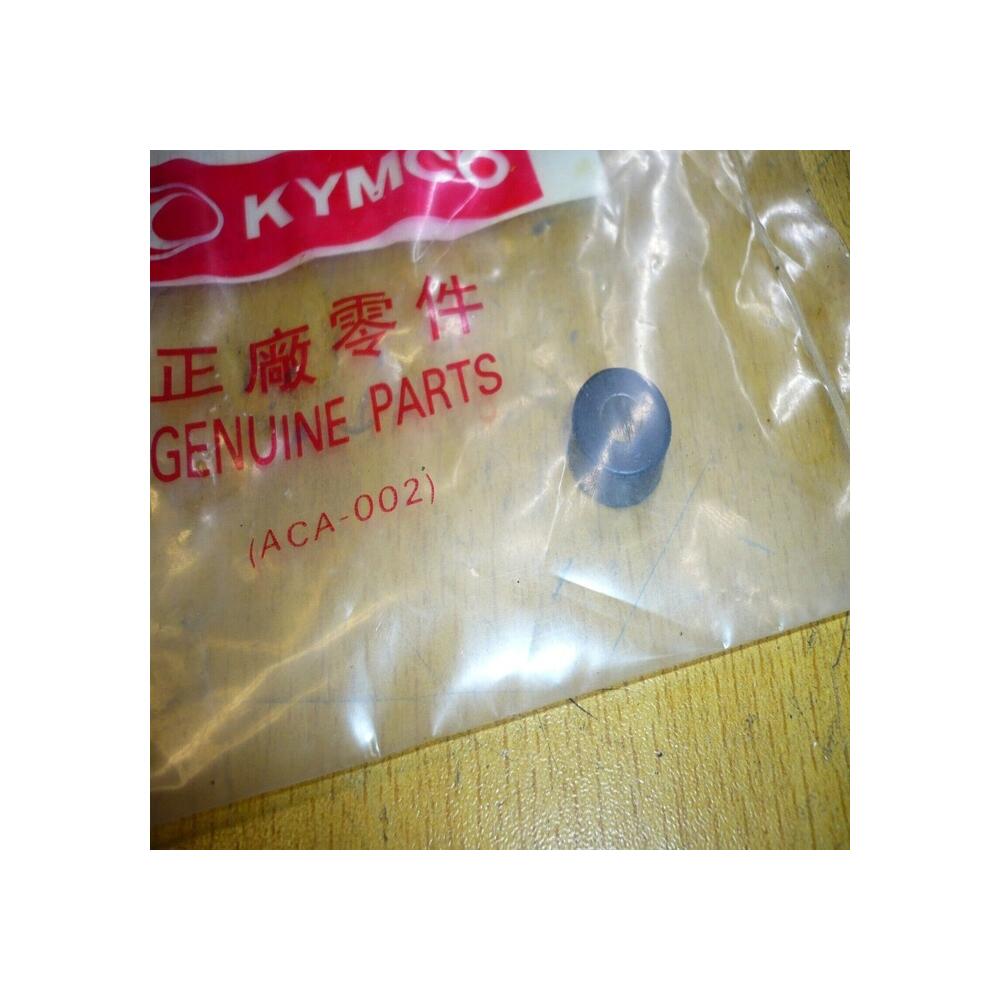 KYMCO
正廠零件
GENUINE PARTS
(ACA-002)